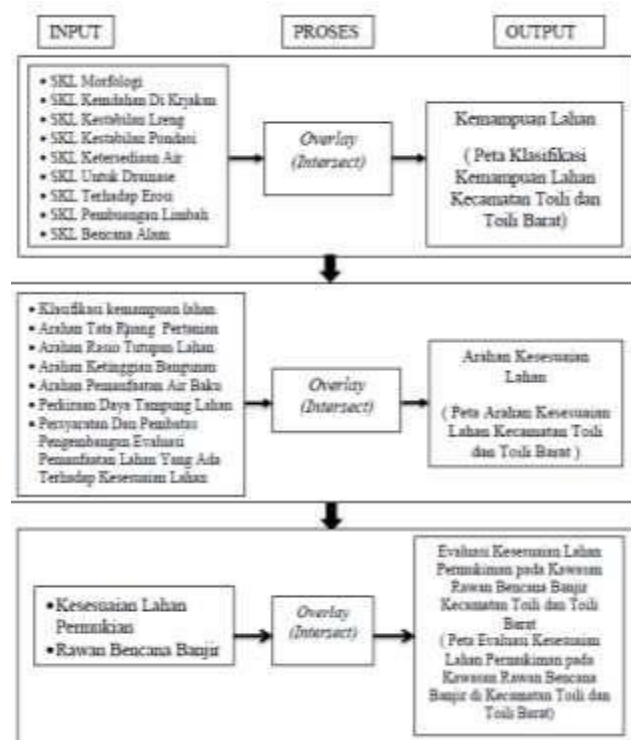 INPUT
PROSES
OUTPUT
• SKL Morfologi
• SKL Kemdahan Di Krjakan
• SKL Kestabilan Lreng
• SKL Kestabilan Pondasi
• SKL Ketersediaan Air
• SKL Untuk Drainase
• SKL Terhadap Erosi
• SKL Pembuangan Limbah
• SKL Bencana Alam
Overlay
(Intersect)
Kemampuan Lahan
( Peta Klasifikasi
Kemampuan Lahan
Kecamatan Toili dan
Toili Barat)
• Klasifikasi kemampuan lahan
• Arahan Tata Rjang Pertanian
• Arahan Rasio Tutupan Lahan
• Arahan Ketinggian Bangunan
• Arahan Pemanfaatan Air Baku
• Perkiraan Daya Tampung Lahan
• Persyaratan Dan Pembatas
Pengembangan Evaluasi
Pemanfaatan Lahan Yang Ada
Terhadap Kesesuaian Lahan
Overlay
(Intersect)
Arahan Kesesuaian
Lahan
( Peta Arahan Kesesuaian
Lahan Kecamatan Toili
dan Toili Barat )
• Kesesuaian Lahan
Permukian
• Rawan Bencana Banjir
Overlay
(Intersect)
Evaluasi Kesesuaian Lahan
Permukiman pada Kawasan
Rawan Bencana Banjir
Kecamatan Toili dan Toili
Barat
( Peta Evaluasi Kesesuaian
Lahan Permukiman pada
Kawasan Rawan Bencana
Banjir di Kecamatan Toili dan
Toili Barat)